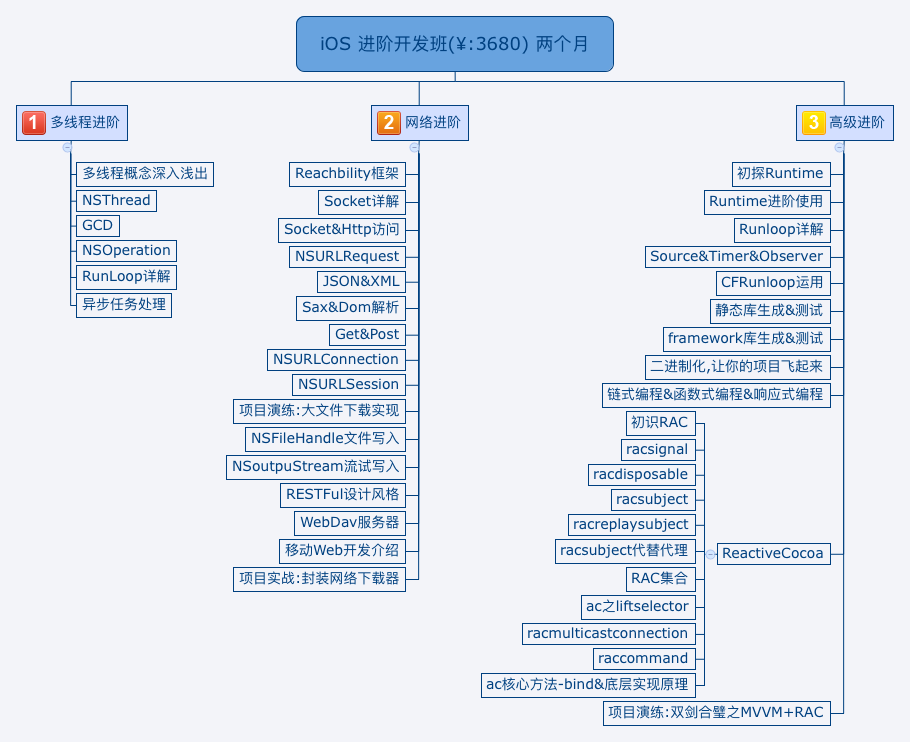 iOS 进阶开发班(¥:3680) 两个月
1 多线程进阶
多线程概念深入浅出
NSThread
GCD
NSOperation
RunLoop详解
异步任务处理
2 网络进阶
Reachbility框架
Socket详解
Socket&Http访问
NSURLRequest
JSON&XML
Sax&Dom解析
Get&Post
NSURLConnection
NSURLSession
项目演练:大文件下载实现
NSFileHandle文件写入
NSoutpuStream流试写入
RESTFul设计风格
WebDav服务器
移动Web开发介绍
项目实战:封装网络下载器
3 高级进阶
初探Runtime
Runtime进阶使用
Runloop详解
Source&Timer&Observer
CFRunloop运用
静态库生成&测试
framework库生成&测试
二进制化,让你的项目飞起来
链式编程&函数式编程&响应式编程
ReactiveCocoa
初识RAC
racsignal
racdisposable
racsubject
racreplaysubject
racsubject代替代理
RAC集合
ac之liftselector
racmulticastconnection
raccommand
ac核心方法-bind&底层实现原理
项目演练:双剑合璧之MVVM+RAC